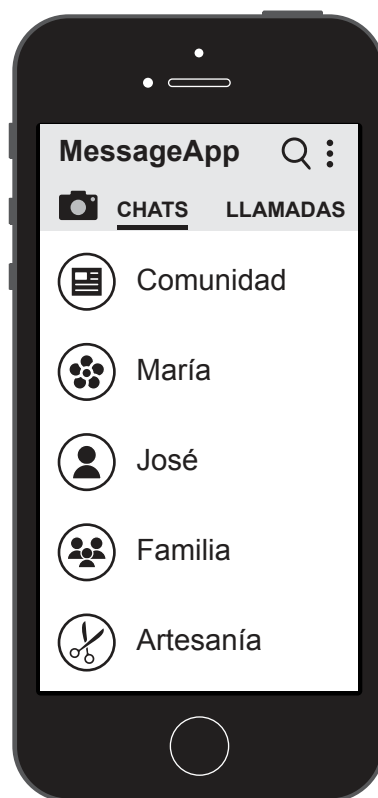 MessageApp
CHATS LLAMADAS
Comunidad
María
José
Familia
Artesanía